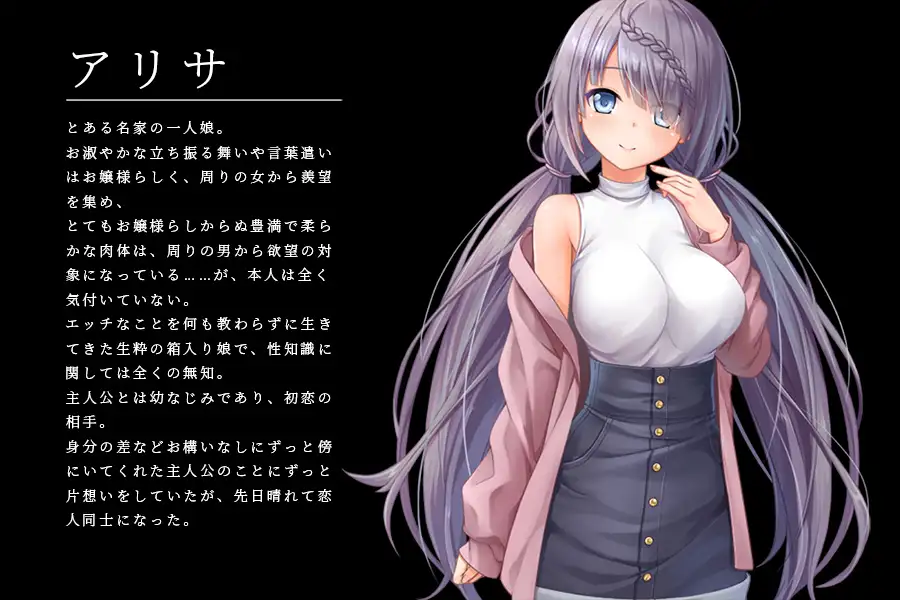 アリサ
とある名家の一人娘。
お淑やかな立ち振る舞いや言葉遣い
はお嬢様らしく、周りの女から羨望
を集め、
とてもお嬢様らしからぬ豊満で柔ら
かな肉体は、周りの男から欲望の対
象になっている……が、本人は全く
気付いていない。
エッチなことを何も教わらずに生き
てきた生粋の箱入り娘で、性知識に
関しては全くの無知。
主人公とは幼なじみであり、初恋の
相手。
身分の差などお構いなしにずっと傍
にいてくれた主人公のことにずっと
片想いをしていたが、先日晴れて恋
人同士になった。